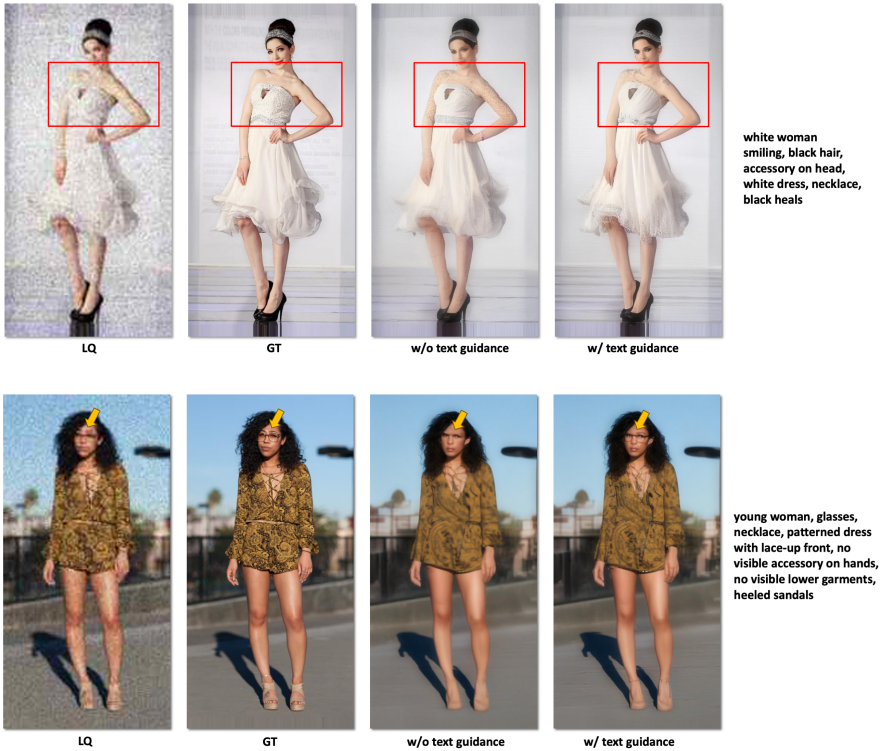 white woman
smiling, black hair,
accessory on head,
white dress, necklace,
black heals
LQ
GT
w/o text guidance
w/ text guidance
young woman, glasses,
necklace, patterned dress
with lace-up front, no
visible accessory on hands,
no visible lower garments,
heeled sandals
LQ
GT
w/o text guidance
w/ text guidance